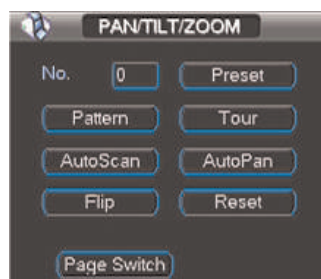 PAN/TILT/ZOOM
No. 0 Preset
Pattern Tour
AutoScan AutoPan
Flip Reset
Page Switch